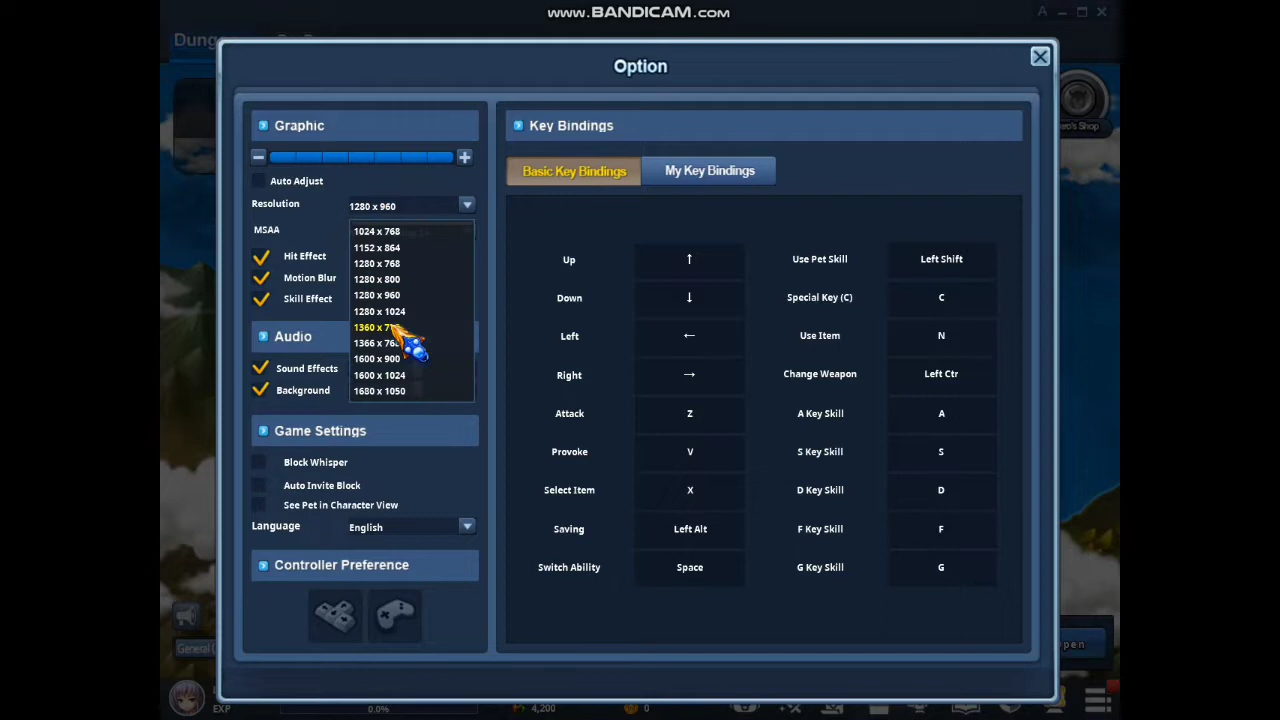 www.BANDICAM.com
Option
Graphic
Auto Adjust
Resolution 1280 x 960
MSAA
1024 x 768
1152 x 864
1280 x 768
1280 x 800
1280 x 960
1280 x 1024
1360 x
1366 x
1600 x 900
1600 x 1024
1680 x 1050
Hit Effect
Motion Blur
Skill Effect
Audio
Sound Effects
Background
Game Settings
Block Whisper
Auto Invite Block
See Pet in Character View
Language English
Controller Preference
Key Bindings
Basic Key Bindings My Key Bindings
Up ↑ Use Pet Skill Left Shift
Down ↓ Special Key (C) C
Left ← Use Item N
Right → Change Weapon Left Ctr
Attack Z A Key Skill A
Provoke V S Key Skill S
Select Item X D Key Skill D
Saving Left Alt F Key Skill F
Switch Ability Space G Key Skill G
General
EXP 0.0% 4,200 0